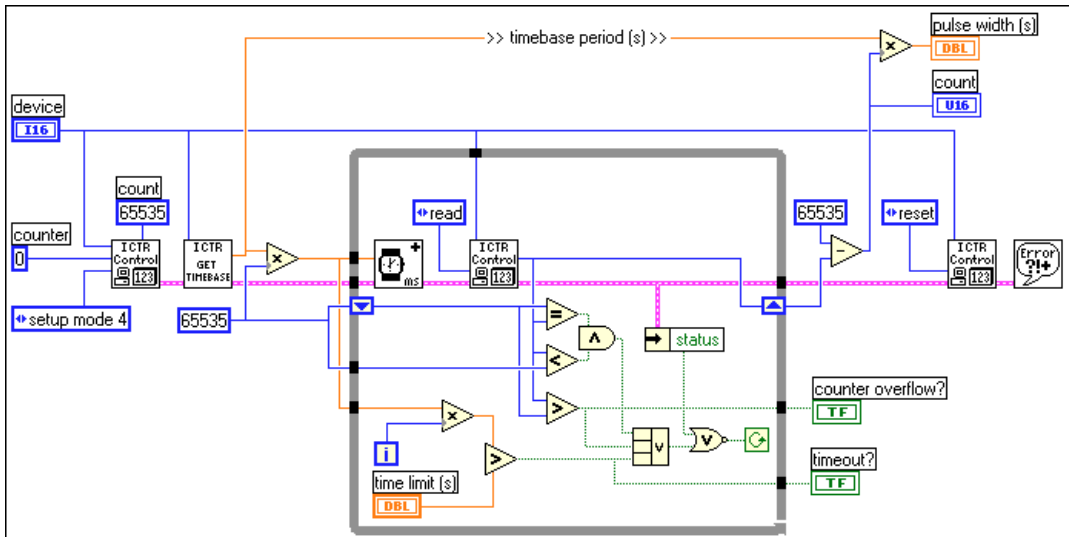 >> timebase period (s) >>
pulse width (s)
DBL
count
U16
device
I16
count
65535
counter
0
ICTR
Control
123
ICTR
GET
TIMEBASE
setup mode 4
65535
read
ms
ICTR
Control
123
status
65535
reset
ICTR
Control
123
Error
?!+
i
time limit (s)
DBL
counter overflow?
TF
timeout?
TF